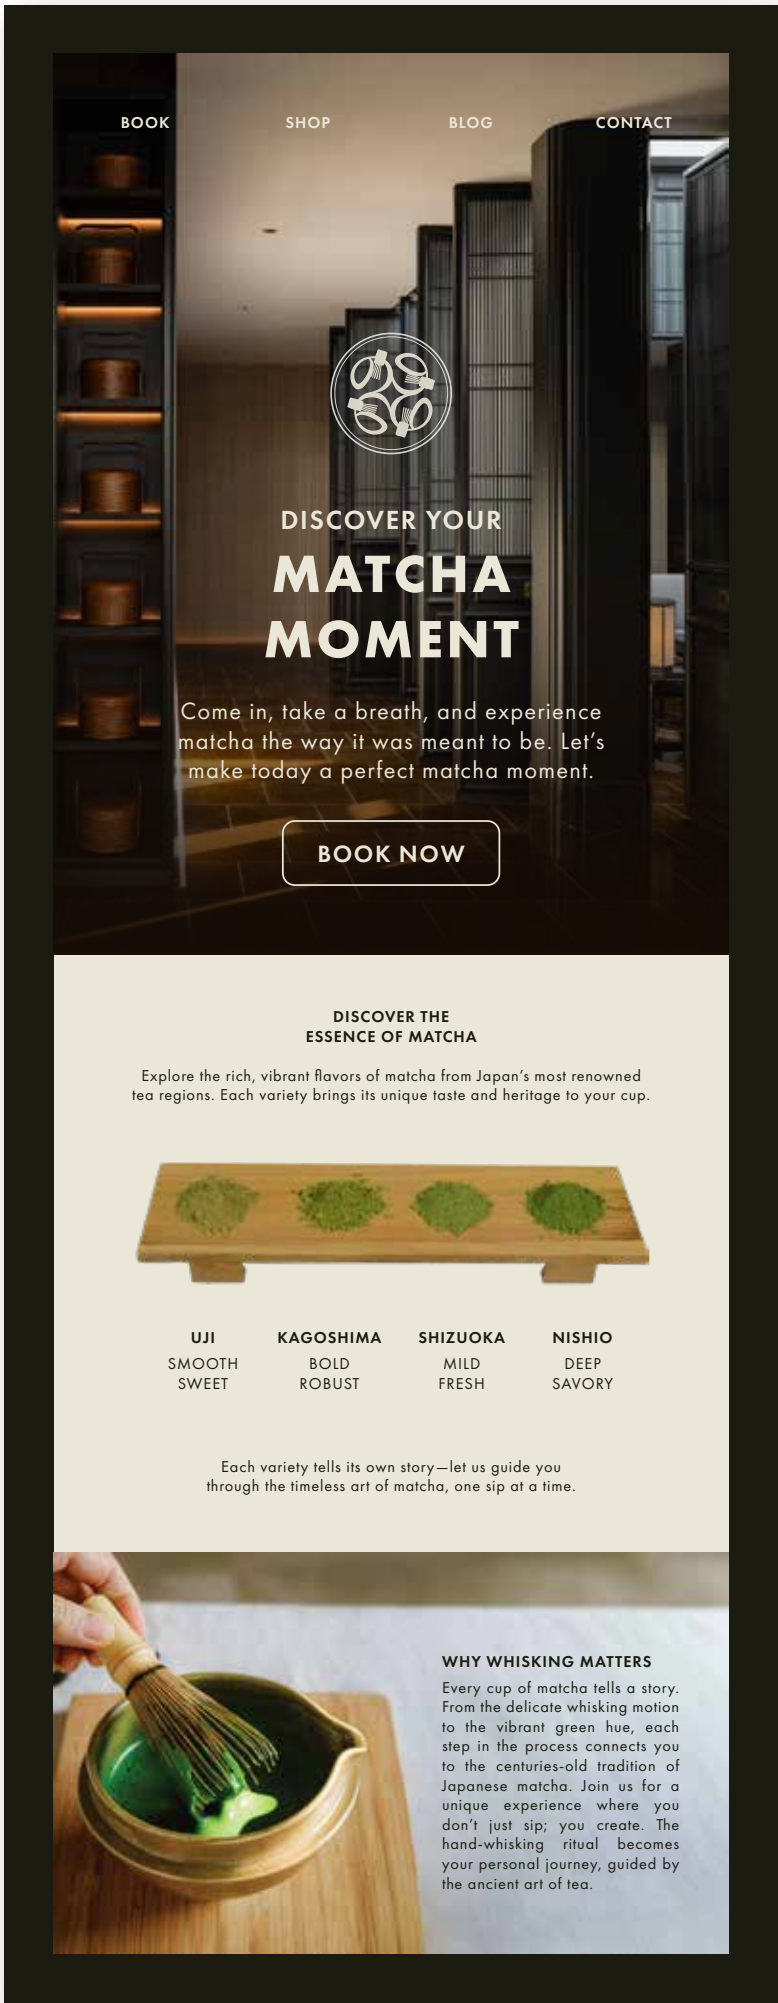 BOOK SHOP BLOG CONTACT
DISCOVER YOUR
MATCHA
MOMENT
Come in, take a breath, and experience
matcha the way it was meant to be. Let’s
make today a perfect matcha moment.
BOOK NOW
DISCOVER THE
ESSENCE OF MATCHA
Explore the rich, vibrant flavors of matcha from Japan’s most renowned
tea regions. Each variety brings its unique taste and heritage to your cup.
UJI KAGOSHIMA SHIZUOKA NISHIO
SMOOTH BOLD MILD DEEP
SWEET ROBUST FRESH SAVORY
Each variety tells its own story—let us guide you
through the timeless art of matcha, one sip at a time.
WHY WHISKING MATTERS
Every cup of matcha tells a story.
From the delicate whisking motion
to the vibrant green hue, each
step in the process connects you
to the centuries-old tradition of
Japanese matcha. Join us for a
unique experience where you
don’t just sip; you create. The
hand-whisking ritual becomes
your personal journey, guided by
the ancient art of tea.